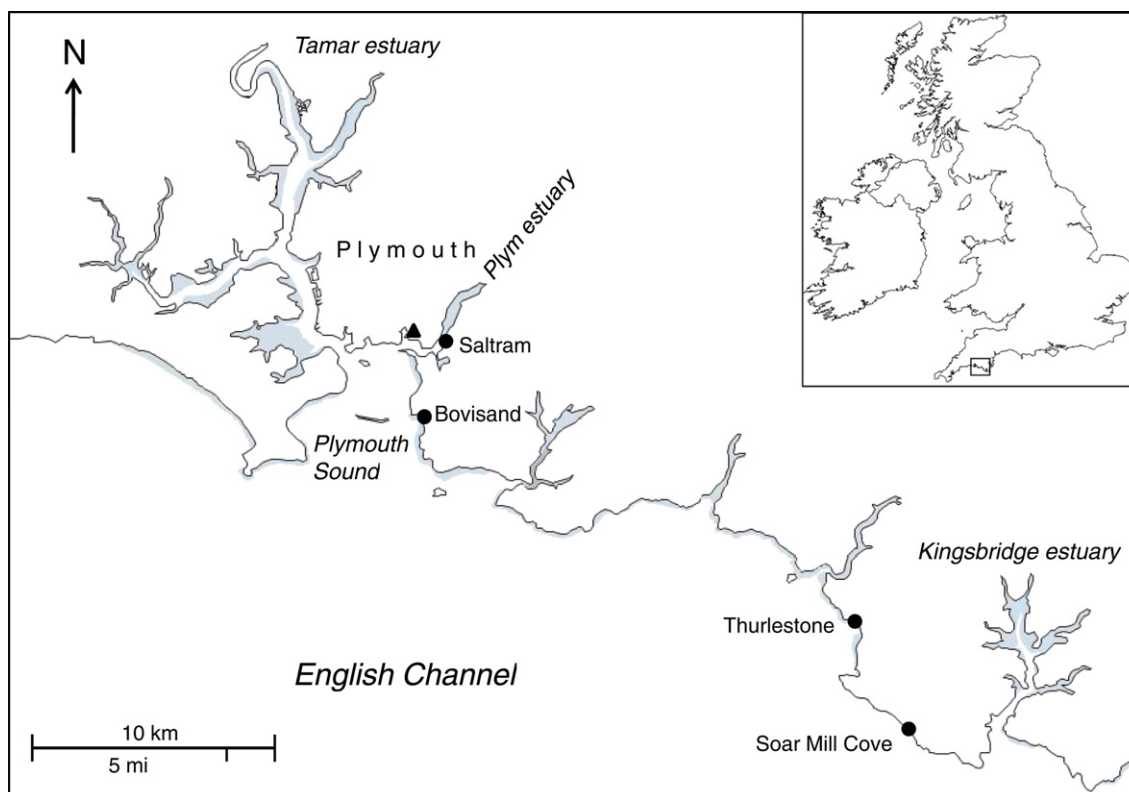 Tamar estuary
N
Plymouth
Plym estuary
Saltram
Bovisand
Plymouth
Sound
Kingsbridge estuary
Thurlestone
English Channel
Soar Mill Cove
10 km
5 mi